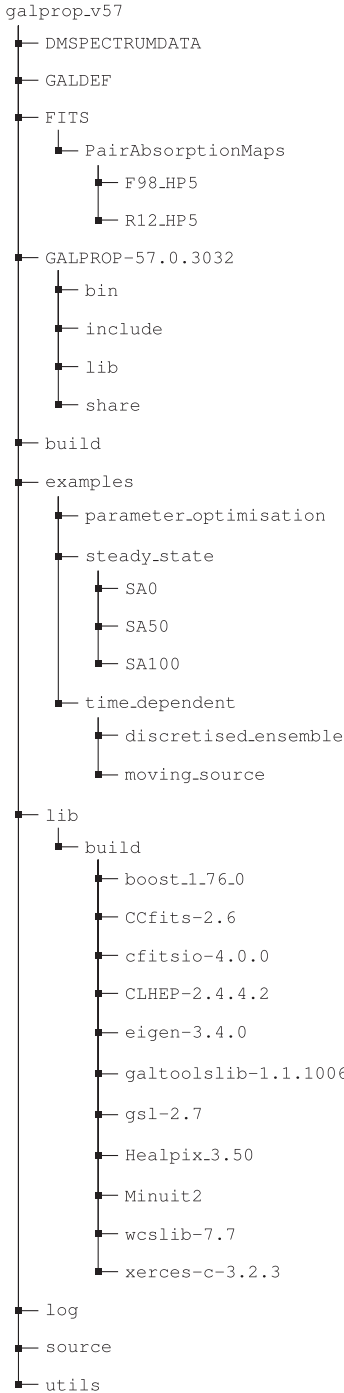 galprop_v57
DMSPECTRUMDATA
GALDEF
FITS
PairAbsorptionMaps
F98_HP5
R12_HP5
GALPROP-57.0.3032
bin
include
lib
share
build
examples
parameter_optimisation
steady_state
SA0
SA50
SA100
time_dependent
discretised_ensemble
moving_source
lib
build
boost_1_76_0
CCfits-2.6
cfitsio-4.0.0
CLHEP-2.4.4.2
eigen-3.4.0
galtoolslib-1.1.1006
gsl-2.7
Healpix_3.50
Minuit2
wcslib-7.7
xerces-c-3.2.3
log
source
utils